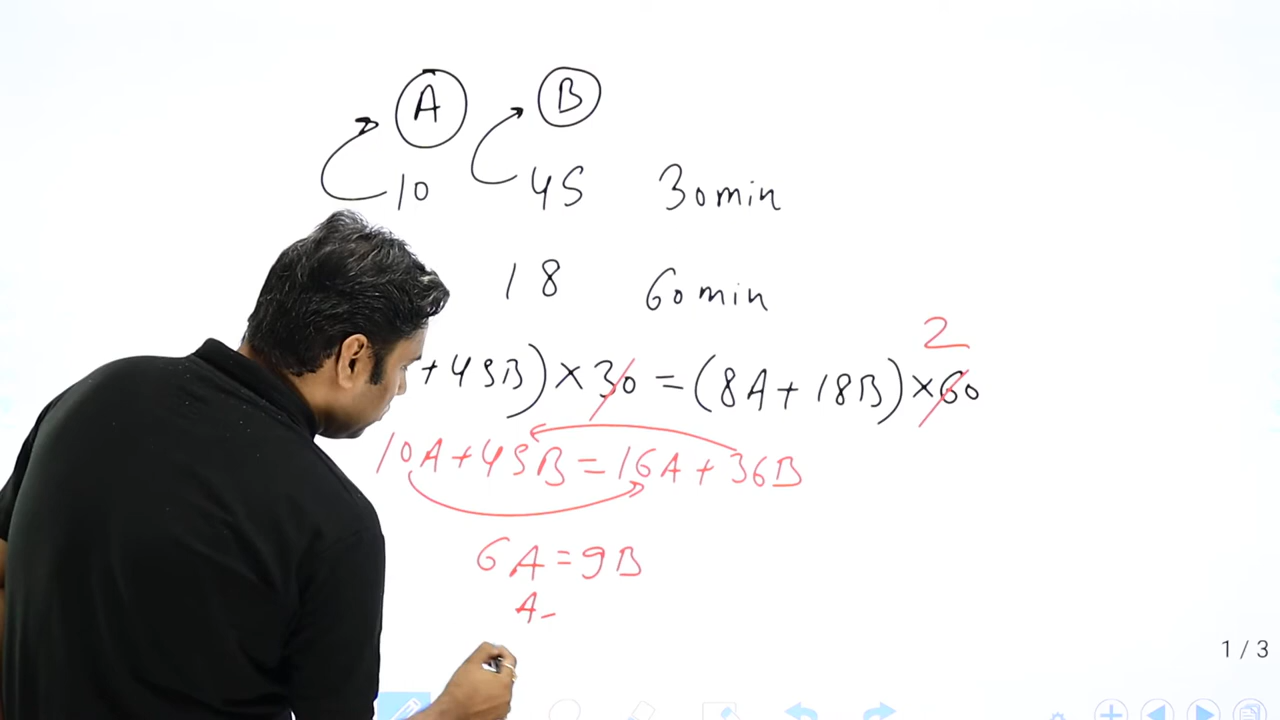 A B
10 45 30min
18 60min
2
+45B)×30=(8A+18B)×60
10A+45B=16A+36B
6A=9B
A-
1/3